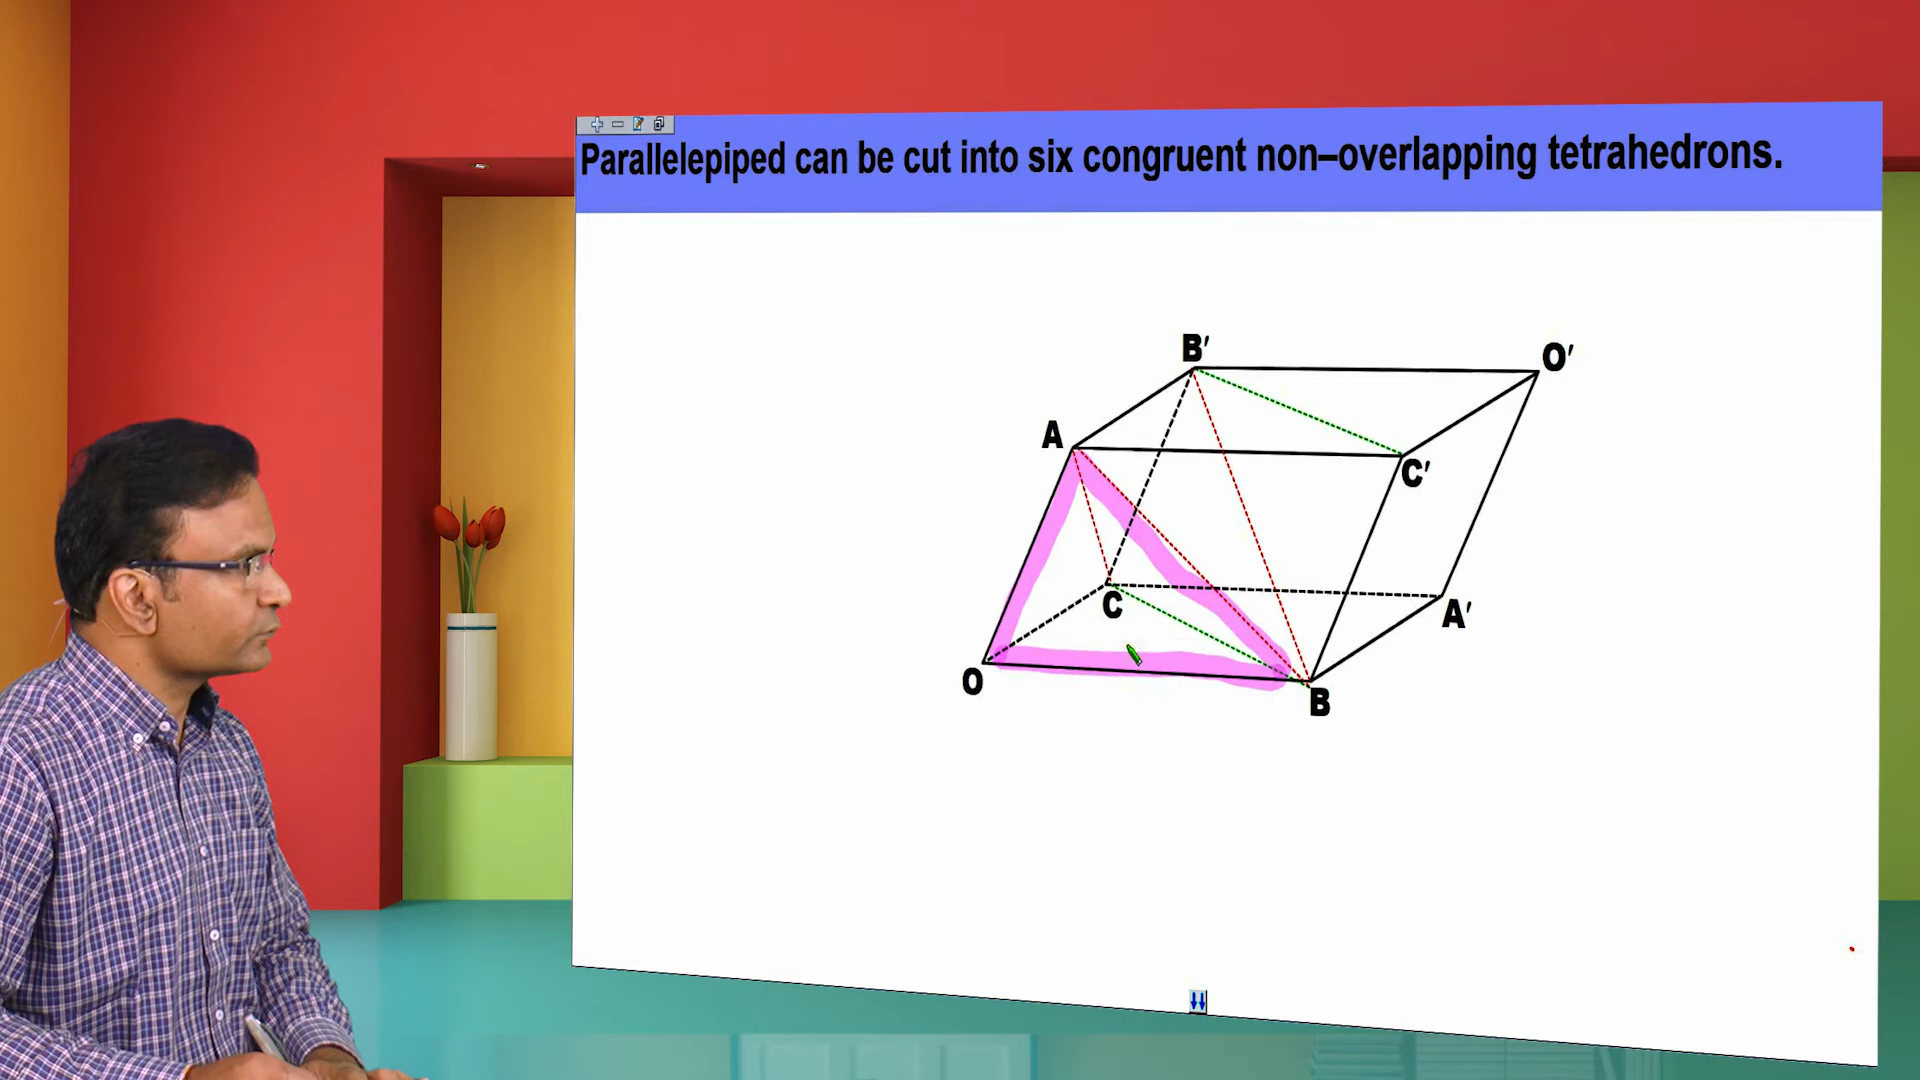 Parallelepiped can be cut into six congruent non–overlapping tetrahedrons.
B′
O′
A
C′
C
A′
O
B